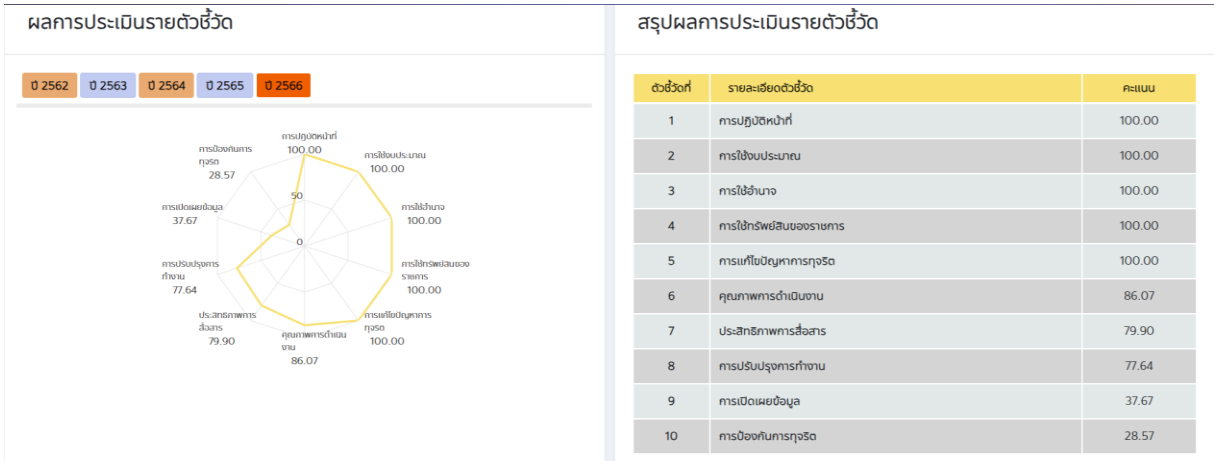 ผลการประเมินรายตัวชี้วัด
ปี 2562 ปี 2563 ปี 2564 ปี 2565 ปี 2566
การปฏิบัติหน้าที่
100.00
การใช้งบประมาณ
100.00
การใช้อำนาจ
100.00
การใช้ทรัพย์สินของ
ราชการ
100.00
การแก้ไขปัญหาการ
ทุจริต
100.00
คุณภาพการดำเนิน
งาน
86.07
ประสิทธิภาพการ
สื่อสาร
79.90
การปรับปรุงการ
ทำงาน
77.64
การเปิดเผยข้อมูล
37.67
การป้องกันการ
ทุจริต
28.57
50
0
สรุปผลการประเมินรายตัวชี้วัด
ตัวชี้วัดที่ รายละเอียดตัวชี้วัด คะแนน
1 การปฏิบัติหน้าที่ 100.00
2 การใช้งบประมาณ 100.00
3 การใช้อำนาจ 100.00
4 การใช้ทรัพย์สินของราชการ 100.00
5 การแก้ไขปัญหาการทุจริต 100.00
6 คุณภาพการดำเนินงาน 86.07
7 ประสิทธิภาพการสื่อสาร 79.90
8 การปรับปรุงการทำงาน 77.64
9 การเปิดเผยข้อมูล 37.67
10 การป้องกันการทุจริต 28.57